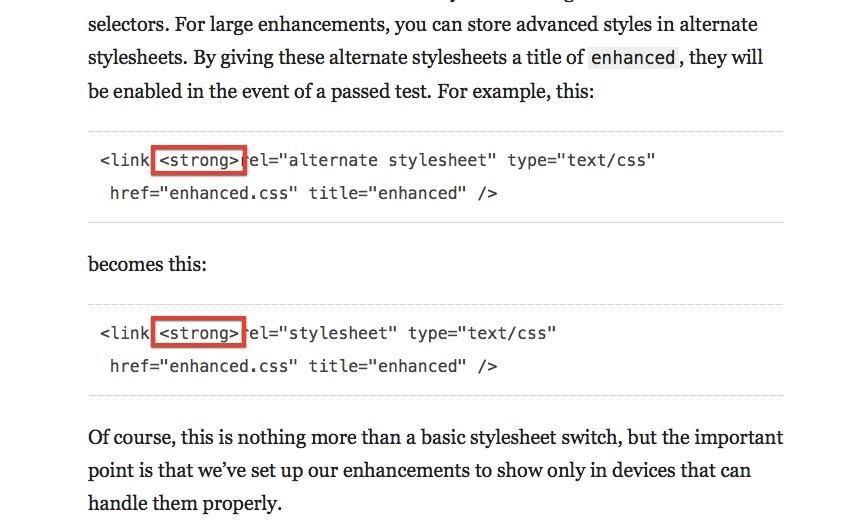 selectors. For large enhancements, you can store advanced styles in alternate
stylesheets. By giving these alternate stylesheets a title of enhanced, they will
be enabled in the event of a passed test. For example, this:
<link <strong>rel="alternate stylesheet" type="text/css"
href="enhanced.css" title="enhanced" />
becomes this:
<link <strong>rel="stylesheet" type="text/css"
href="enhanced.css" title="enhanced" />
Of course, this is nothing more than a basic stylesheet switch, but the important
point is that we’ve set up our enhancements to show only in devices that can
handle them properly.